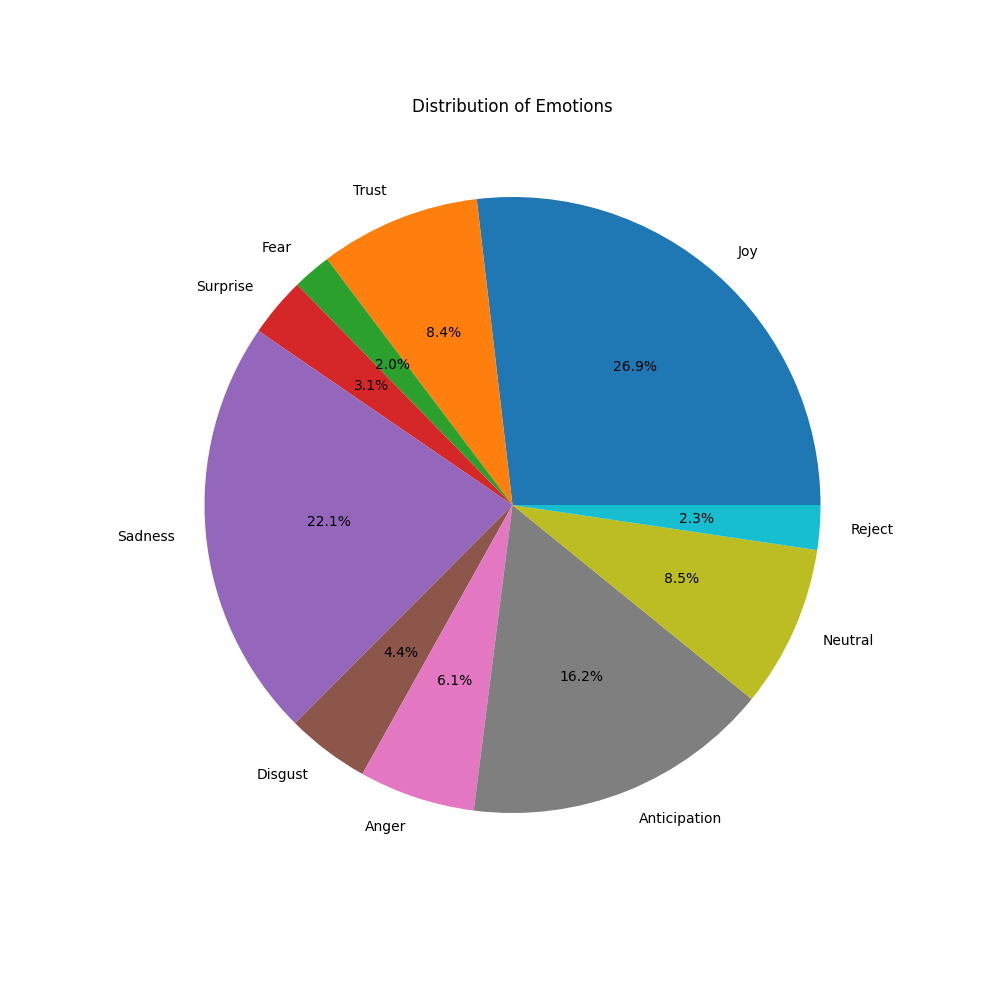 Distribution of Emotions
Joy
26.9%
Trust
8.4%
Fear
2.0%
Surprise
3.1%
Sadness
22.1%
Disgust
4.4%
Anger
6.1%
Anticipation
16.2%
Neutral
8.5%
Reject
2.3%